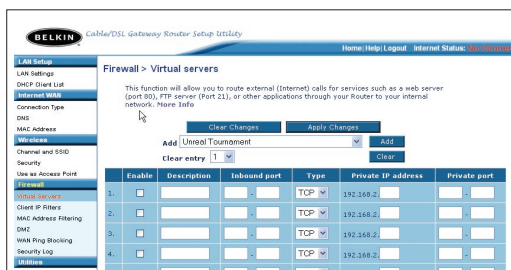 BELKIN Cable/DSL Gateway Router Setup Utility
Home|Help|Logout Internet Status:
LAN Setup
LAN Settings
DHCP Client List
Internet WAN
Connection Type
DNS
MAC Address
Wireless
Channel and SSID
Security
Use as Access Point
Firewall
Virtual Servers
Client IP Filters
MAC Address Filtering
DMZ
WAN Ping Blocking
Security Log
Utilities
Firewall > Virtual servers
This function will allow you to route external (Internet) calls for services such as a web server
(port 80), FTP server (Port 21), or other applications through your Router to your internal
network. More Info
Clear Changes Apply Changes
Add Unreal Tournament Add
Clear entry 1 Clear
Enable Description Inbound port Type Private IP address Private port
1. - TCP 192.168.2. -
2. - TCP 192.168.2. -
3. - TCP 192.168.2. -
4. - TCP 192.168.2. -